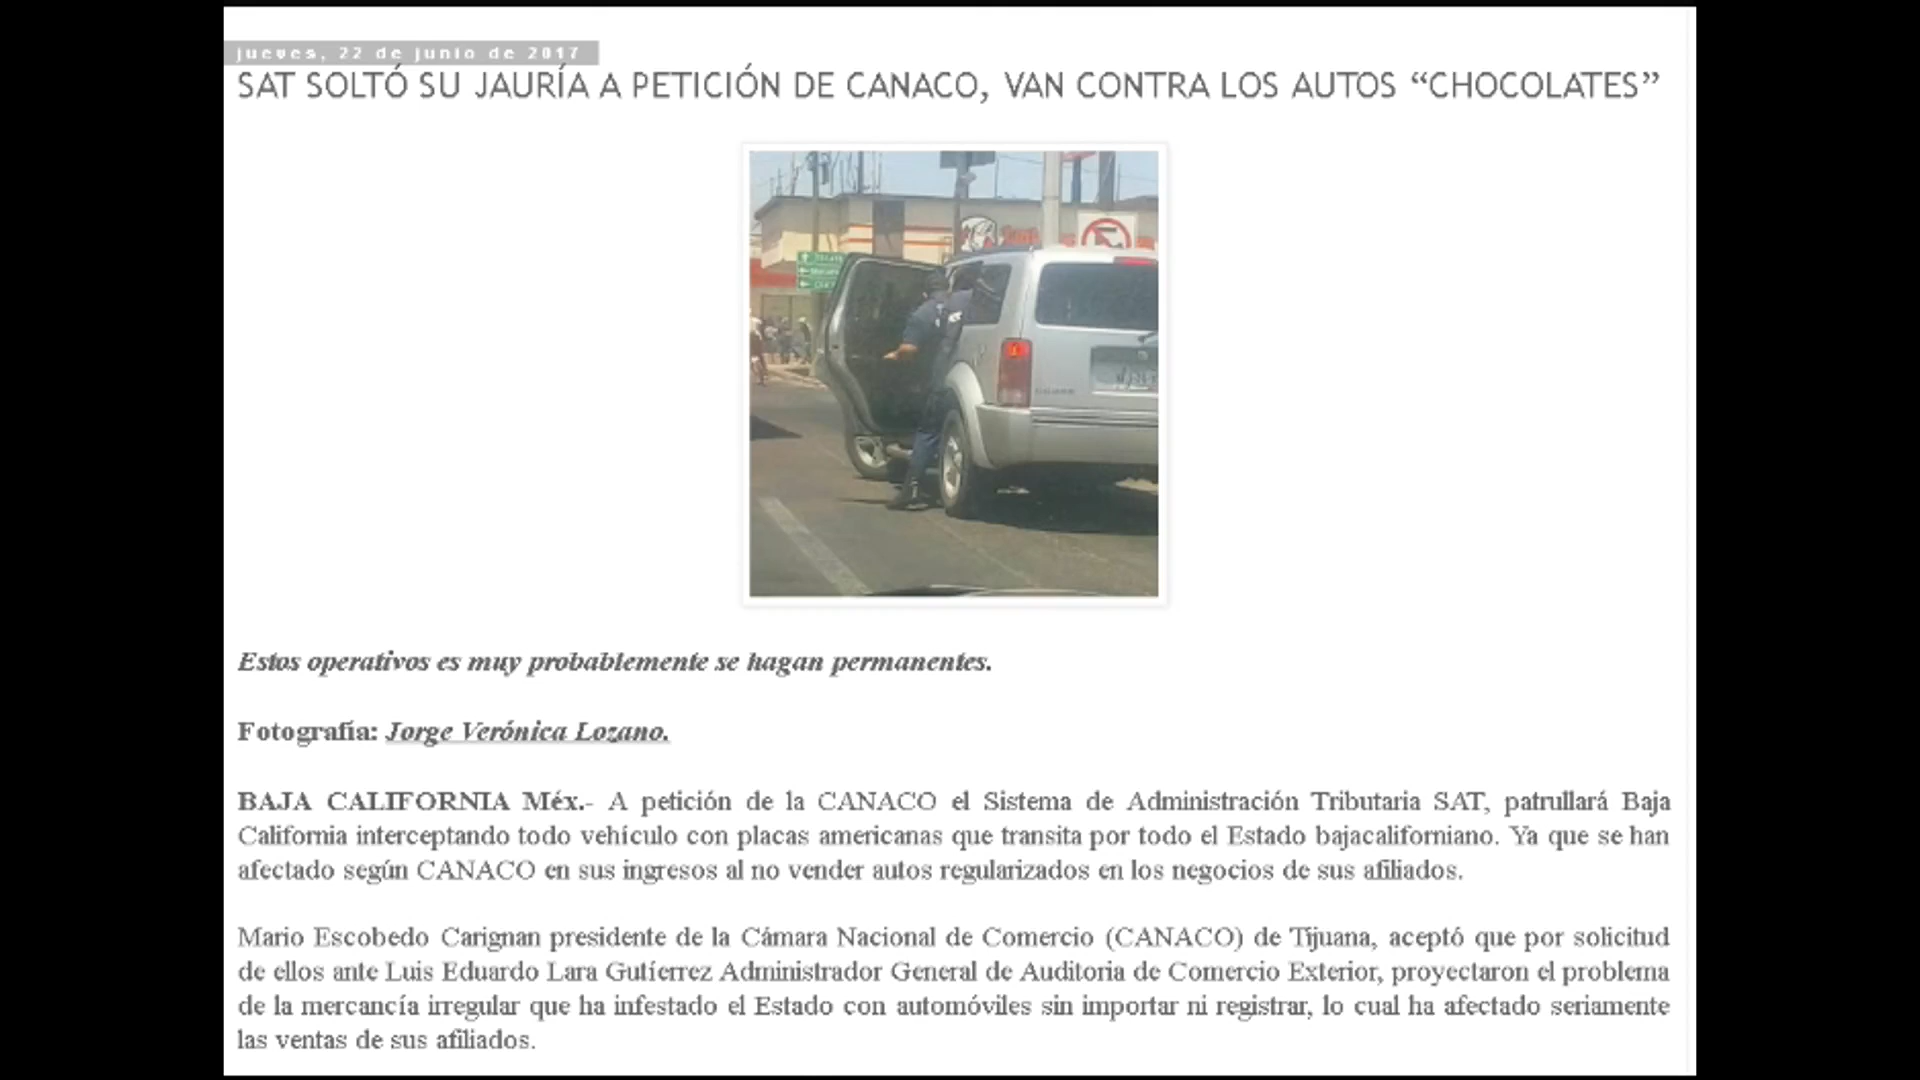 jueves, 22 de junio de 2017
SAT SOLTÓ SU JAURÍA A PETICIÓN DE CANACO, VAN CONTRA LOS AUTOS “CHOCOLATES”
Estos operativos es muy probablemente se hagan permanentes.
Fotografía: Jorge Verónica Lozano.
BAJA CALIFORNIA Méx.- A petición de la CANACO el Sistema de Administración Tributaria SAT, patrullará Baja
California interceptando todo vehículo con placas americanas que transita por todo el Estado bajacaliforniano. Ya que se han
afectado según CANACO en sus ingresos al no vender autos regularizados en los negocios de sus afiliados.
Mario Escobedo Carignan presidente de la Cámara Nacional de Comercio (CANACO) de Tijuana, aceptó que por solicitud
de ellos ante Luis Eduardo Lara Gutíerrez Administrador General de Auditoria de Comercio Exterior, proyectaron el problema
de la mercancía irregular que ha infestado el Estado con automóviles sin importar ni registrar, lo cual ha afectado seriamente
las ventas de sus afiliados.